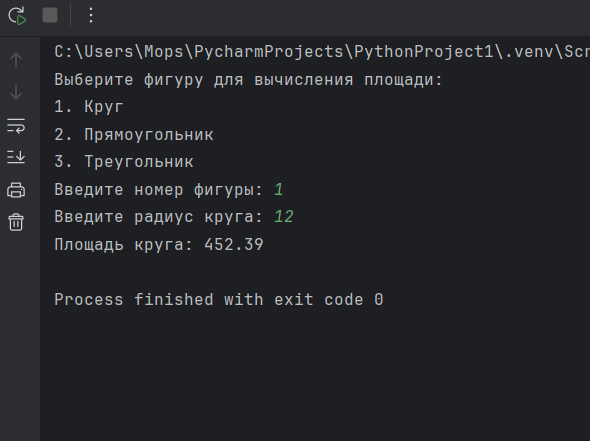 C:\Users\Mops\PycharmProjects\PythonProject1\.venv\Scr
Выберите фигуру для вычисления площади:
1. Круг
2. Прямоугольник
3. Треугольник
Введите номер фигуры: 1
Введите радиус круга: 12
Площадь круга: 452.39
Process finished with exit code 0